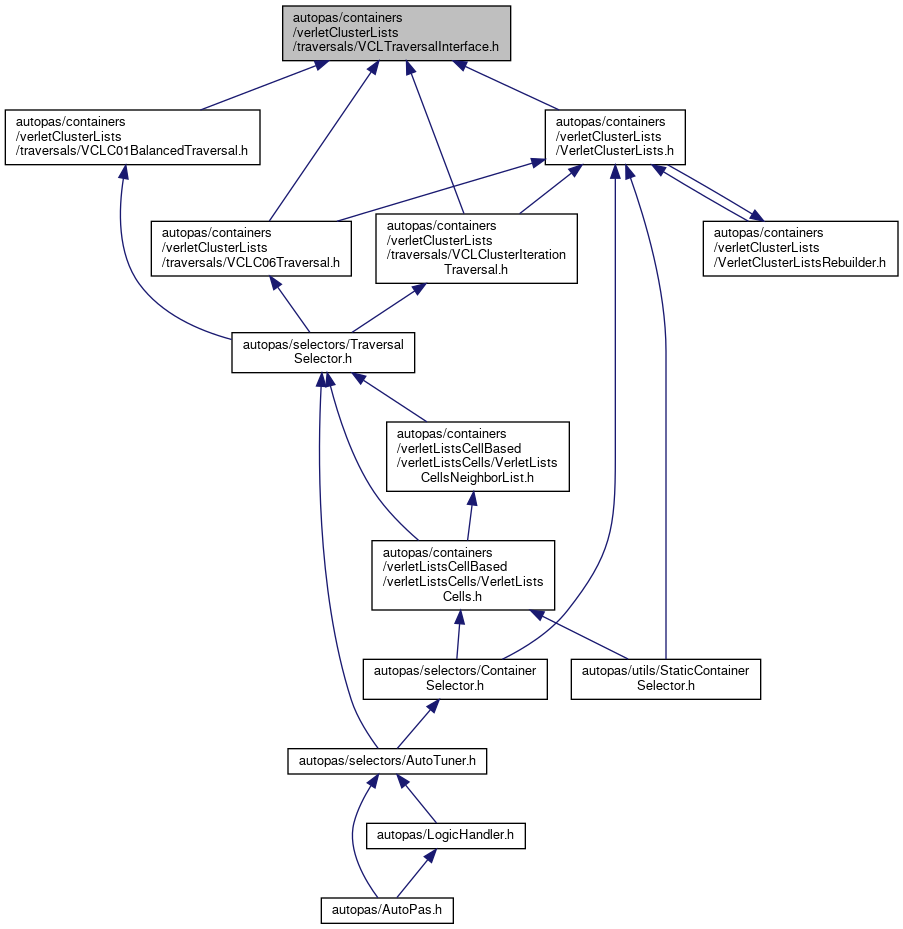 autopas/containers
/verletClusterLists
/traversals/VCLTraversalInterface.h
autopas/containers
/verletClusterLists
/traversals/VCLC01BalancedTraversal.h
autopas/containers
/verletClusterLists
/VerletClusterLists.h
autopas/containers
/verletClusterLists
/traversals/VCLC06Traversal.h
autopas/containers
/verletClusterLists
/traversals/VCLClusterIteration
Traversal.h
autopas/containers
/verletClusterLists
/VerletClusterListsRebuilder.h
autopas/selectors/Traversal
Selector.h
autopas/containers
/verletListsCellBased
/verletListsCells/VerletLists
CellsNeighborList.h
autopas/containers
/verletListsCellBased
/verletListsCells/VerletLists
Cells.h
autopas/selectors/Container
Selector.h
autopas/utils/StaticContainer
Selector.h
autopas/selectors/AutoTuner.h
autopas/LogicHandler.h
autopas/AutoPas.h